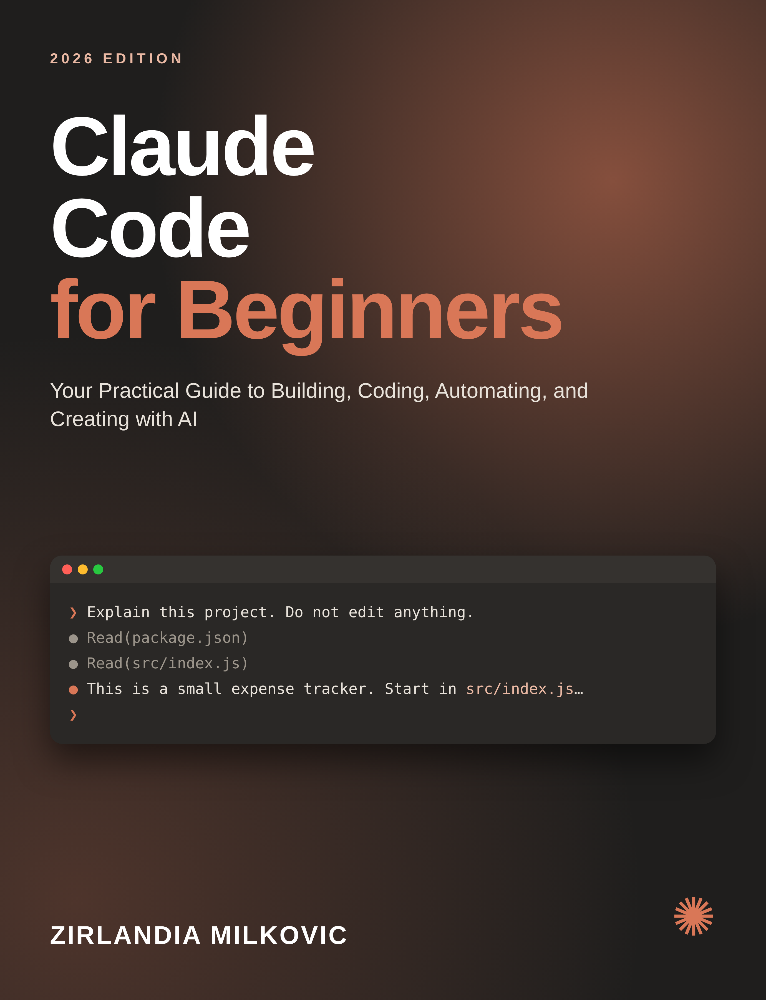 2026 EDITION
Claude
Code
for Beginners
Your Practical Guide to Building, Coding, Automating, and
Creating with AI
❯ Explain this project. Do not edit anything.
● Read(package.json)
● Read(src/index.js)
● This is a small expense tracker. Start in src/index.js…
❯
ZIRLANDIA MILKOVIC